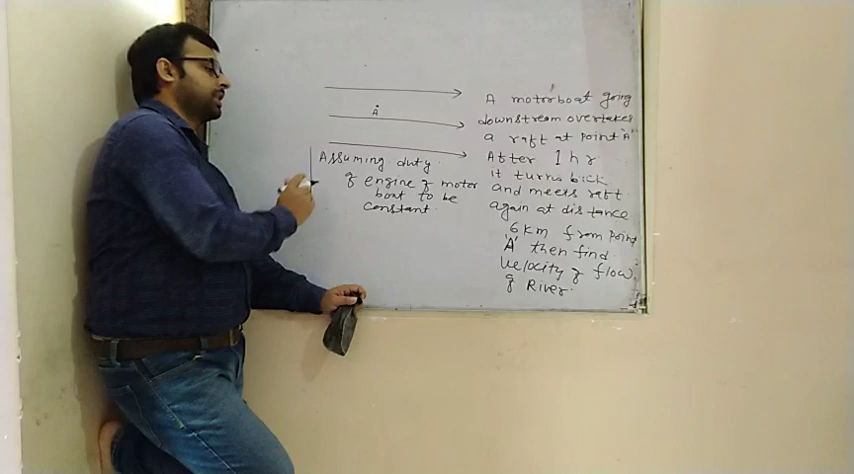 A
Assuming duty
of engine of motor
boat to be
constant.
A motorboat going
downstream overtakes
a raft at point "A"
After 1 hr
it turns back
and meets raft
again at distance
6 km from point
'A' then find
Velocity of flow
of River.